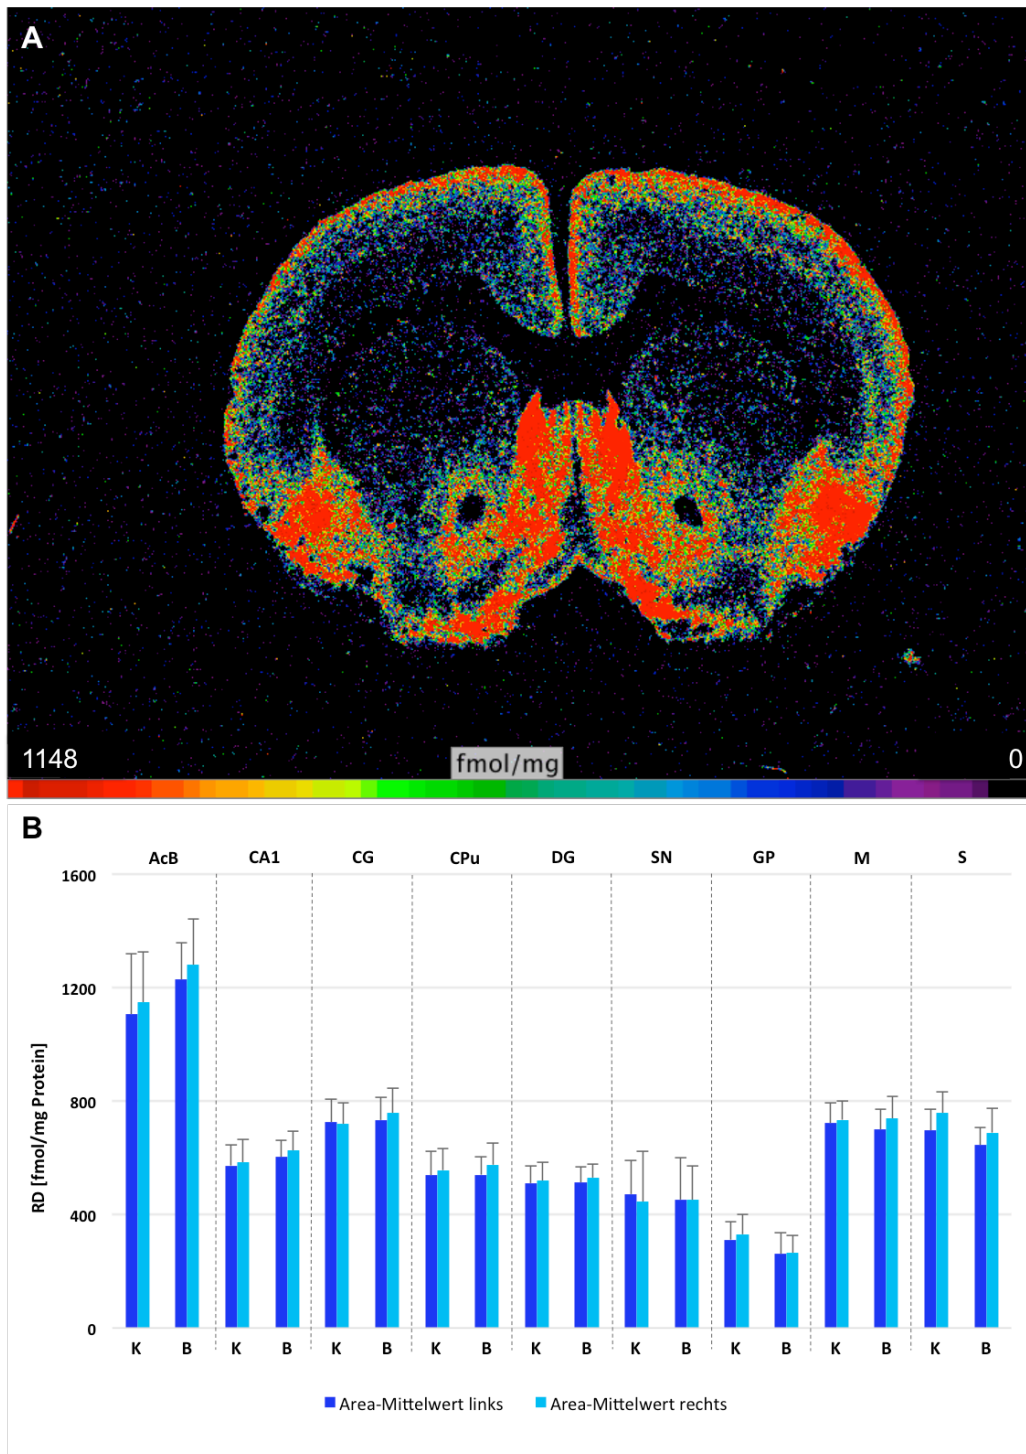 A
1148 fmol/mg 0
B
AcB CA1 CG CPu DG SN GP M S
1600
1200
800
400
0
RD [fmol/mg Protein]
K B K B K B K B K B K B K B K B K B
Area-Mittelwert links Area-Mittelwert rechts